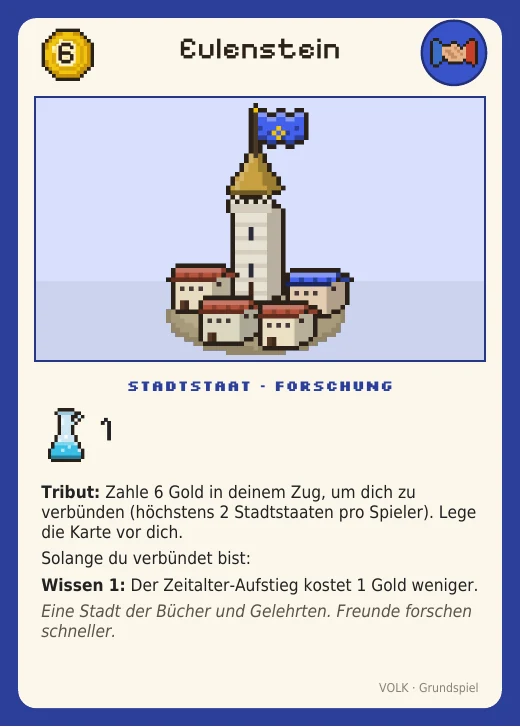 6
Eulenstein
STADTSTAAT - FORSCHUNG
1
Tribut: Zahle 6 Gold in deinem Zug, um dich zu
verbünden (höchstens 2 Stadtstaaten pro Spieler). Lege
die Karte vor dich.
Solange du verbündet bist:
Wissen 1: Der Zeitalter-Aufstieg kostet 1 Gold weniger.
Eine Stadt der Bücher und Gelehrten. Freunde forschen
schneller.
VOLK · Grundspiel